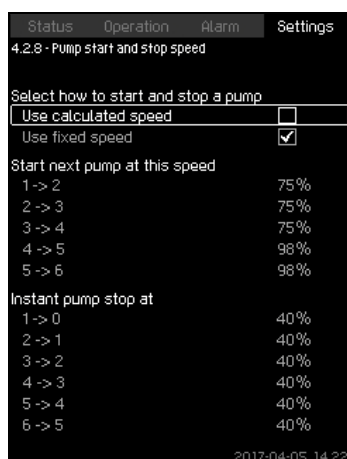 Status Operation Alarm Settings
4.2.8 - Pump start and stop speed
Select how to start and stop a pump
Use calculated speed
Use fixed speed
Start next pump at this speed
1 -> 2 75%
2 -> 3 75%
3 -> 4 75%
4 -> 5 98%
5 -> 6 98%
Instant pump stop at
1 -> 0 40%
2 -> 1 40%
3 -> 2 40%
4 -> 3 40%
5 -> 4 40%
6 -> 5 40%
2017-04-05 14:22